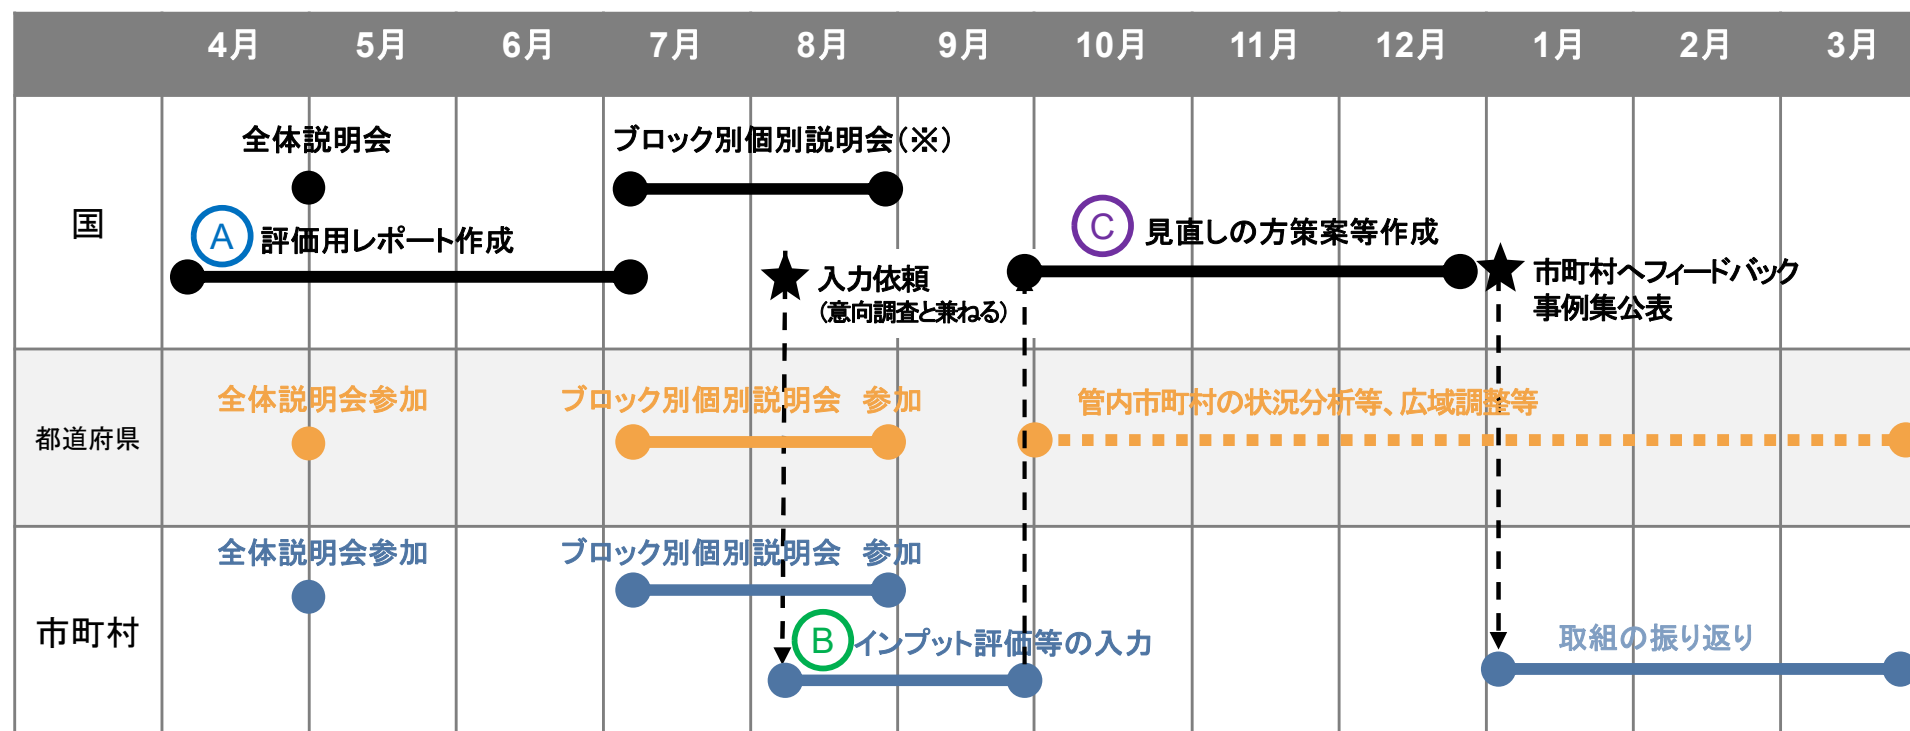 4月 5月 6月 7月 8月 9月 10月 11月 12月 1月 2月 3月
国
全体説明会
ブロック別個別説明会(※)
A 評価用レポート作成
入力依頼
(意向調査と兼ねる)
C 見直しの方策案等作成
市町村へフィードバック
事例集公表
都道府県
全体説明会参加
ブロック別個別説明会 参加
管内市町村の状況分析等、広域調整等
市町村
全体説明会参加
ブロック別個別説明会 参加
B インプット評価等の入力
取組の振り返り